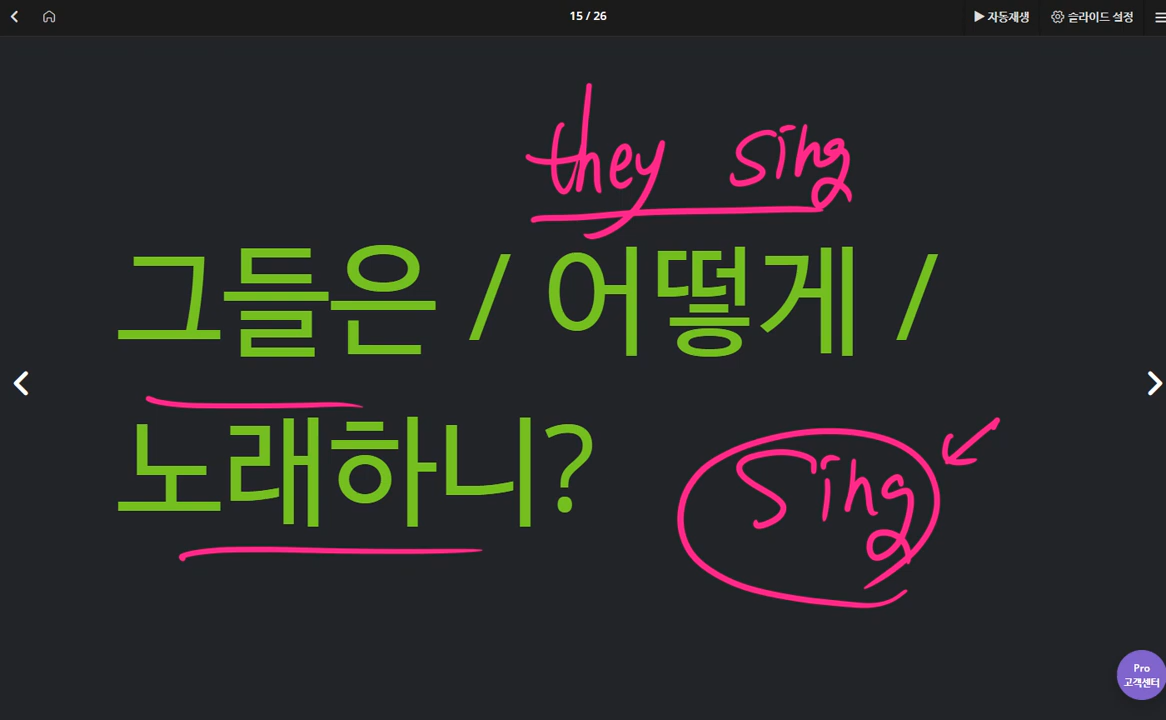 15 / 26
▶ 자동재생
슬라이드 설정
they sing
그들은 / 어떻게 /
노래하니?
Sing
Pro
고객센터